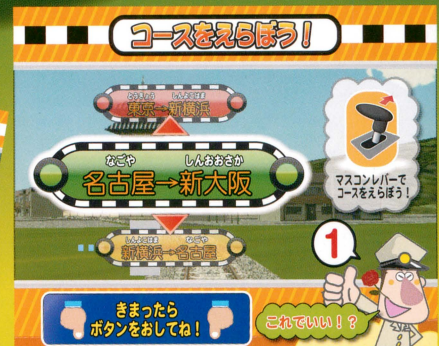 コースをえらぼう!
とうきょう しんよこはま
東京→新横浜
なごや しんおおさか
名古屋→新大阪
しんよこはま なごや
新横浜→名古屋
マスコンレバーで
コースをえらぼう!
1
きまったら
ボタンをおしてね!
これでいい!?